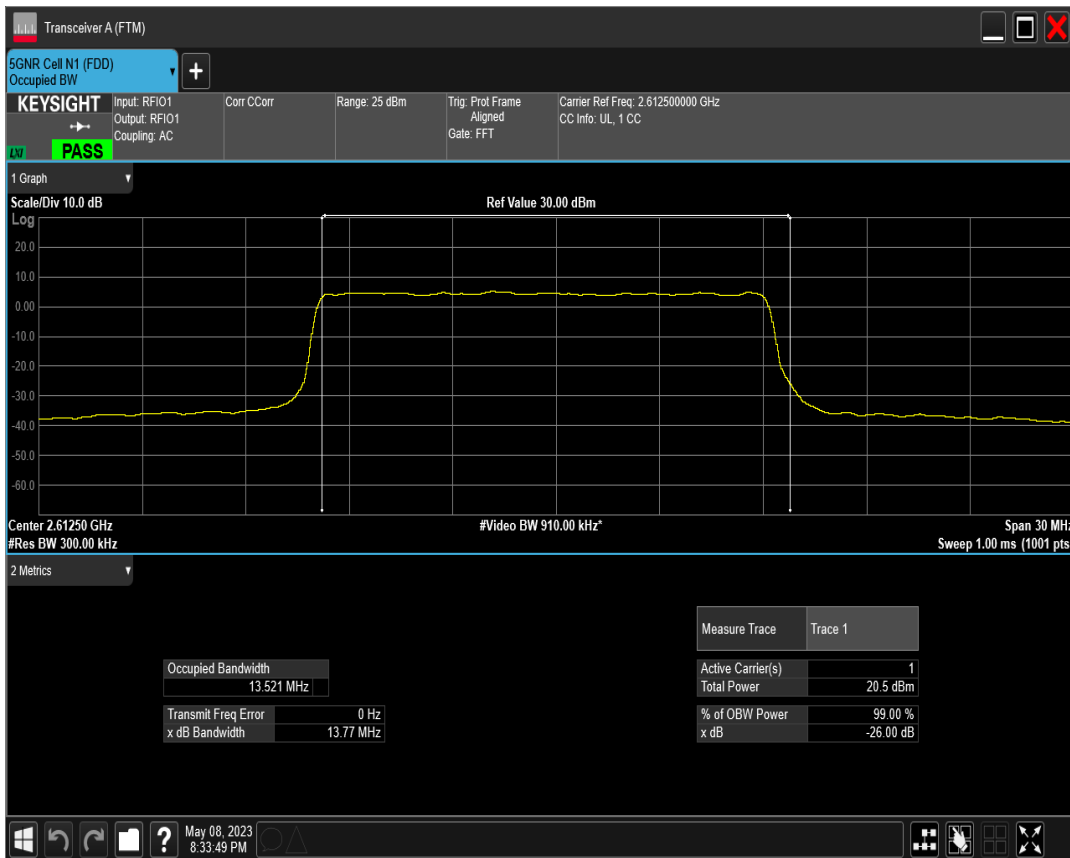 Transceiver A (FTM)
5GNR Cell N1 (FDD)
Occupied BW
+
KEYSIGHT
LXI
PASS
Input: RFIO1
Output: RFIO1
Coupling: AC
Corr CCorr
Range: 25 dBm
Trig: Prot Frame
Aligned
Gate: FFT
Carrier Ref Freq: 2.612500000 GHz
CC Info: UL, 1 CC
1 Graph
Scale/Div 10.0 dB
Ref Value 30.00 dBm
Log
20.0
10.0
0.00
-10.0
-20.0
-30.0
-40.0
-50.0
-60.0
Center 2.61250 GHz
#Video BW 910.00 kHz*
Span 30 MHz
#Res BW 300.00 kHz
Sweep 1.00 ms (1001 pts
2 Metrics
Measure Trace Trace 1
Occupied Bandwidth
13.521 MHz
Active Carrier(s) 1
Total Power 20.5 dBm
Transmit Freq Error 0 Hz
x dB Bandwidth 13.77 MHz
% of OBW Power 99.00 %
x dB -26.00 dB
?
May 08, 2023
8:33:49 PM